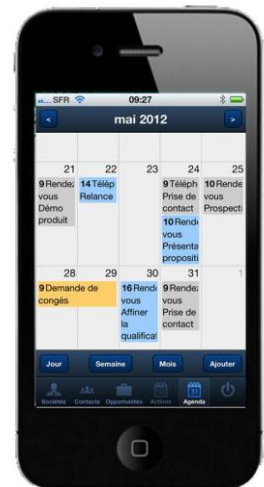 SFR 09:27
< mai 2012 >
21 22 23 24 25
9 Rendez
vous
Démo
produit
14 Télép
Relance
9 Téléph
Prise de
contact
10 Rende
vous
Présenta
propositi
10 Rende
vous
Prospecti
28 29 30 31 1
9 Demande de
congés
16 Rende
vous
Affiner
la
qualificat
9 Rendez
vous
Prise de
contact
Jour Semaine Mois Ajouter
Sociétés Contacts Opportunités Actions Agenda